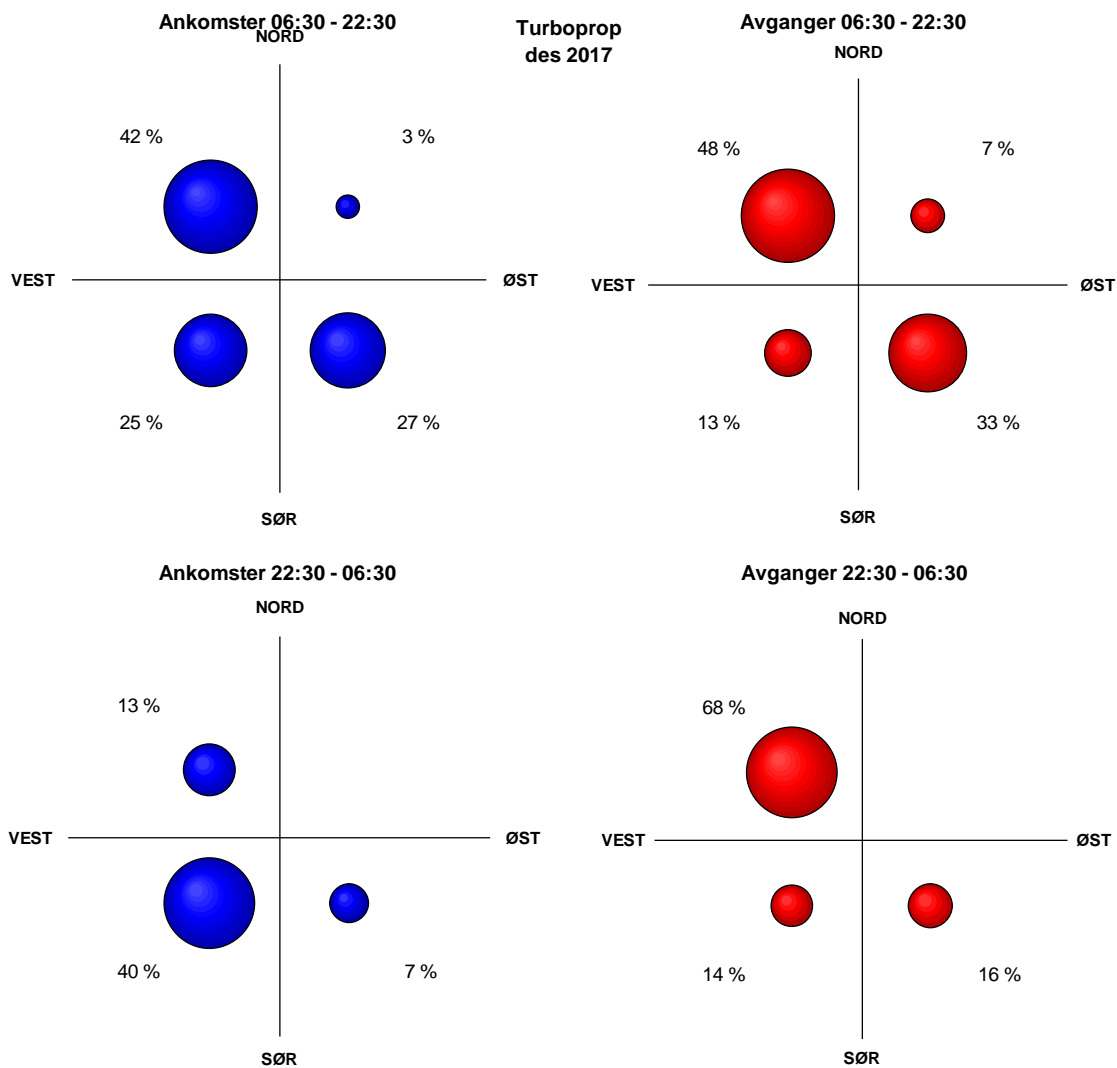 Ankomster 06:30 - 22:30
NORD
42 %
3 %
VEST
ØST
25 %
27 %
SØR
Turboprop
des 2017
Avganger 06:30 - 22:30
NORD
48 %
7 %
VEST
ØST
13 %
33 %
SØR
Ankomster 22:30 - 06:30
NORD
13 %
VEST
ØST
40 %
7 %
SØR
Avganger 22:30 - 06:30
NORD
68 %
VEST
ØST
14 %
16 %
SØR